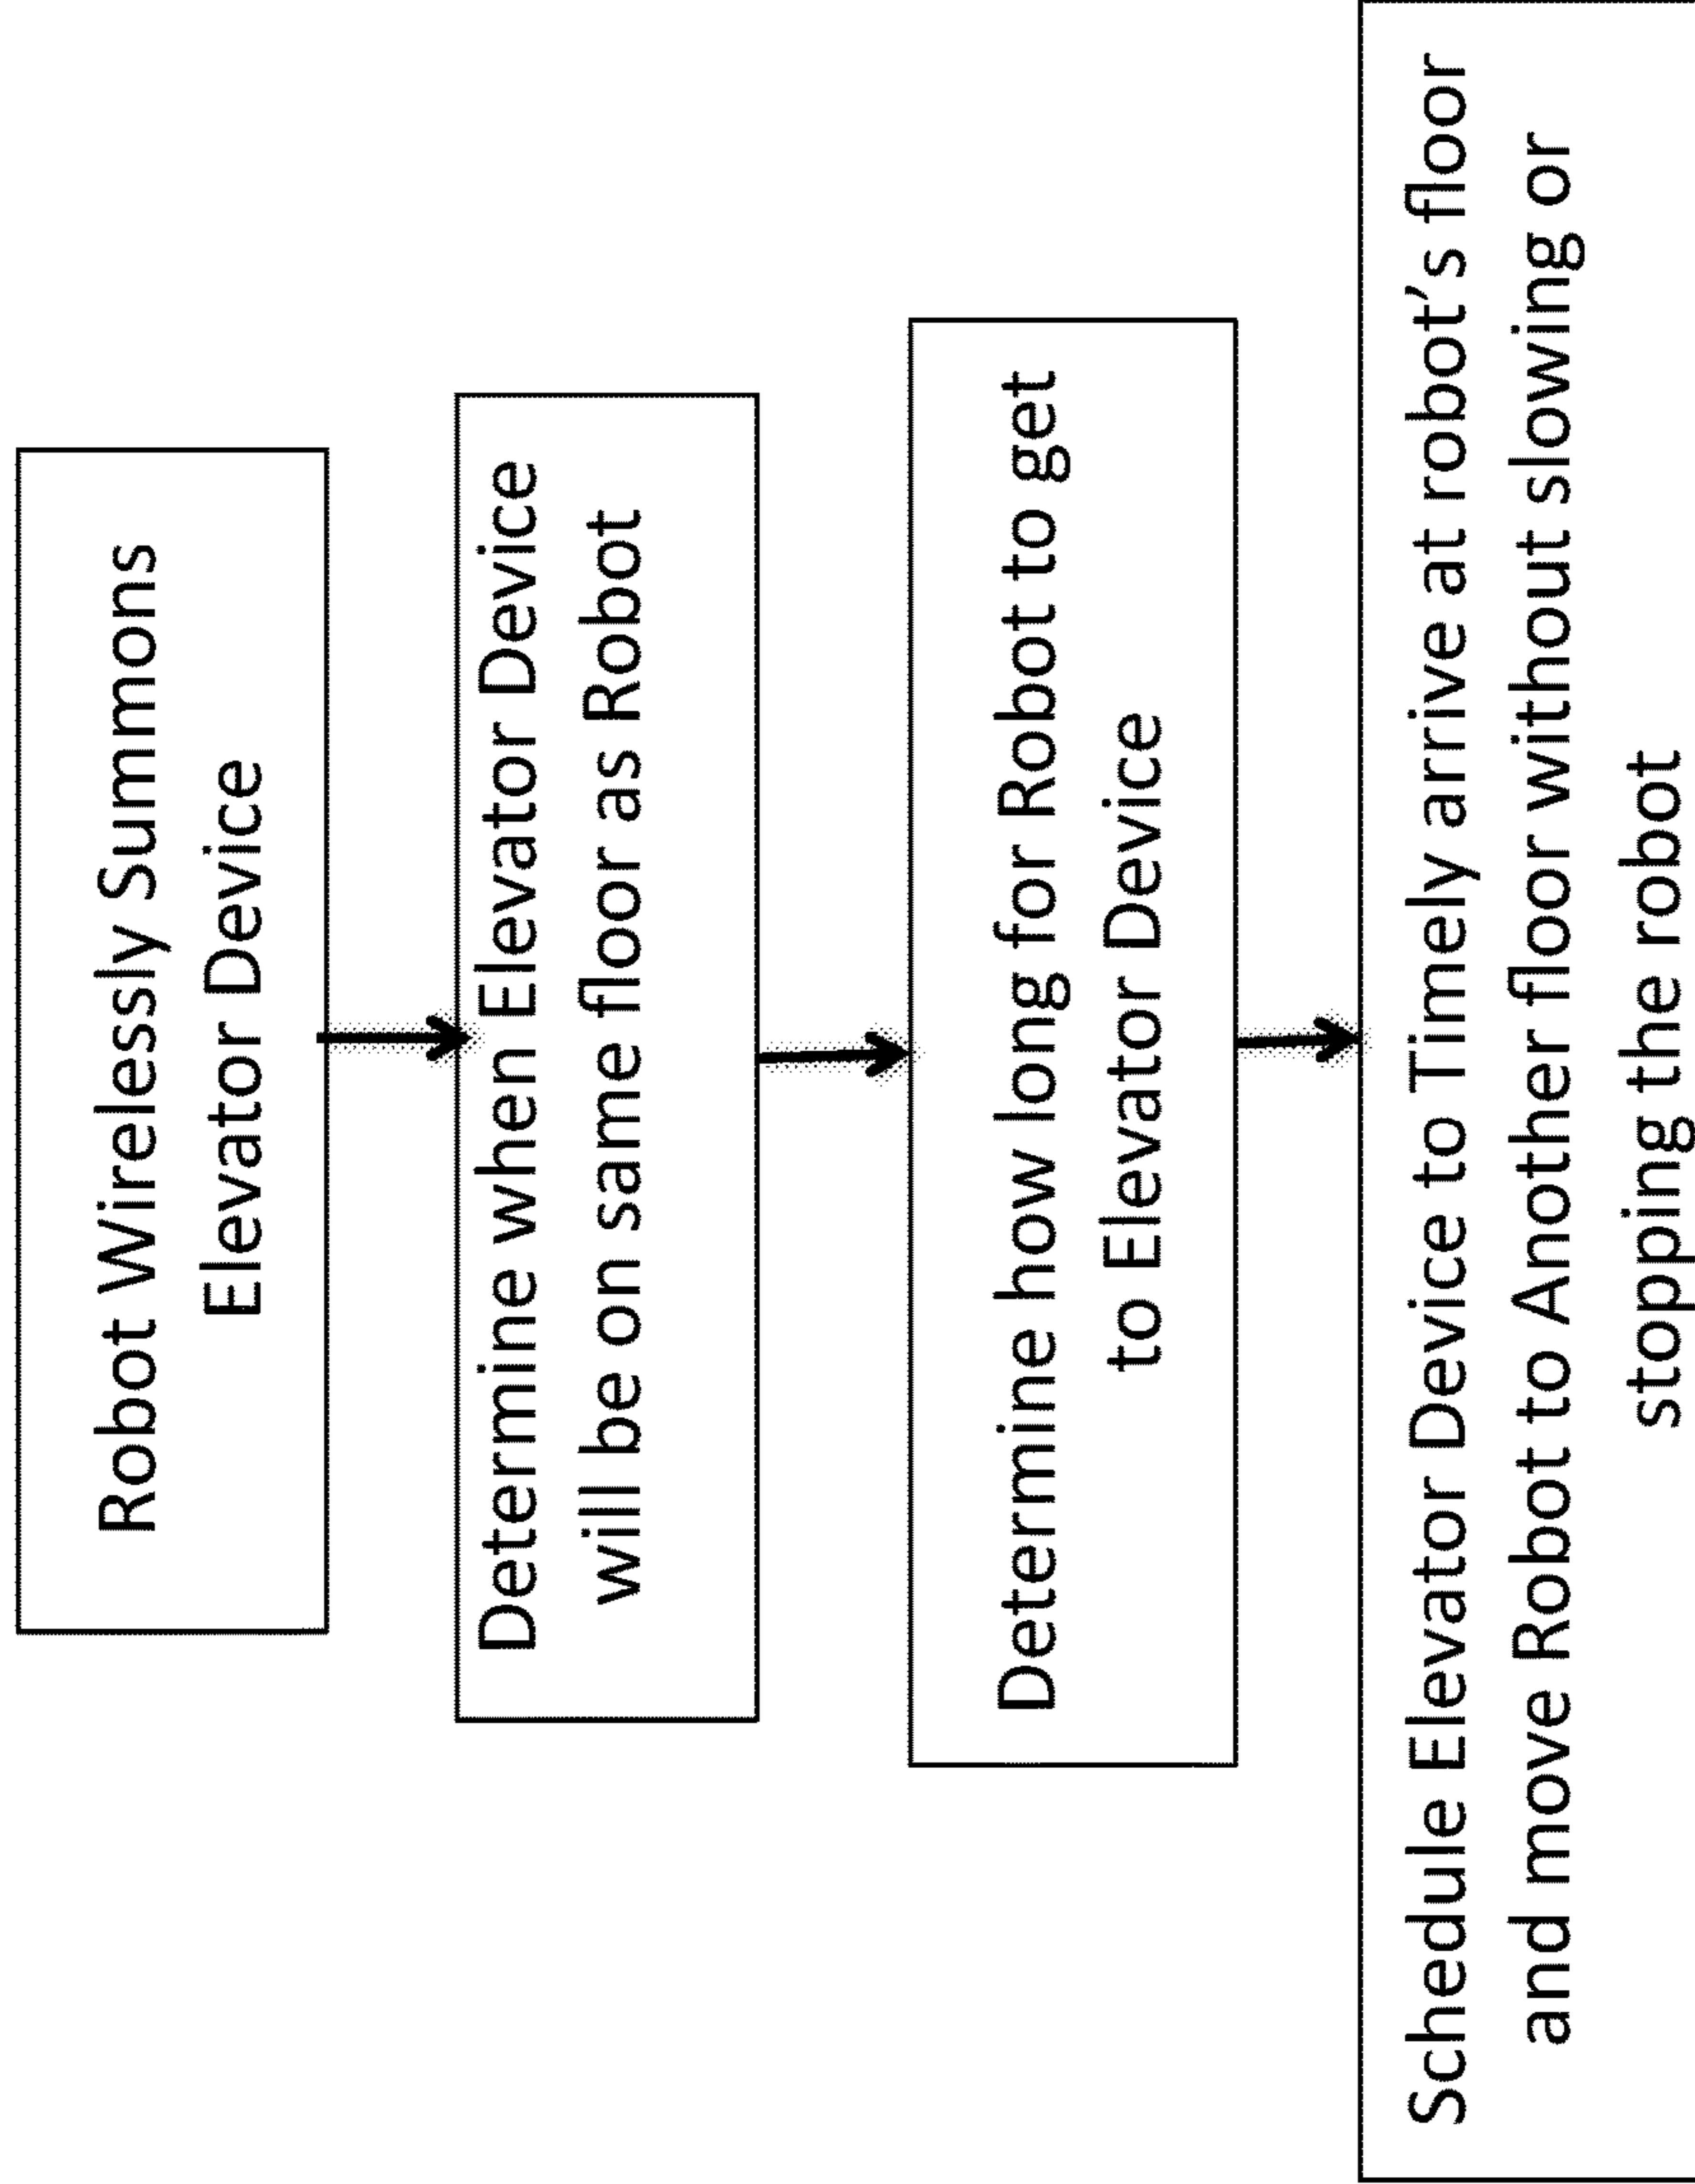 Robot Wirelessly Summons
Elevator Device
Determine when Elevator Device
will be on same floor as Robot
Determine how long for Robot to get
to Elevator Device
Schedule Elevator Device to Timely arrive at robot's floor
and move Robot to Another floor without slowing or
stopping the robot